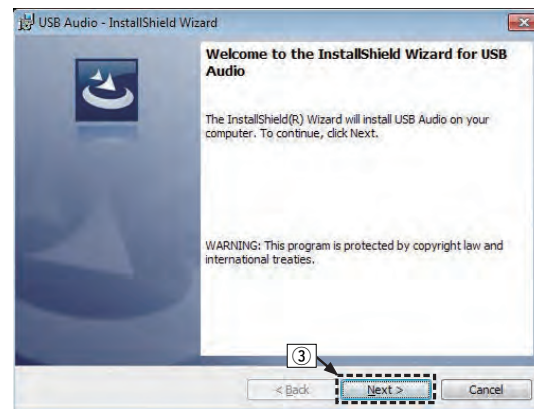 USB Audio - InstallShield Wizard
Welcome to the InstallShield Wizard for USB
Audio
The InstallShield(R) Wizard will install USB Audio on your
computer. To continue, click Next.
WARNING: This program is protected by copyright law and
international treaties.
③
< Back
Next >
Cancel